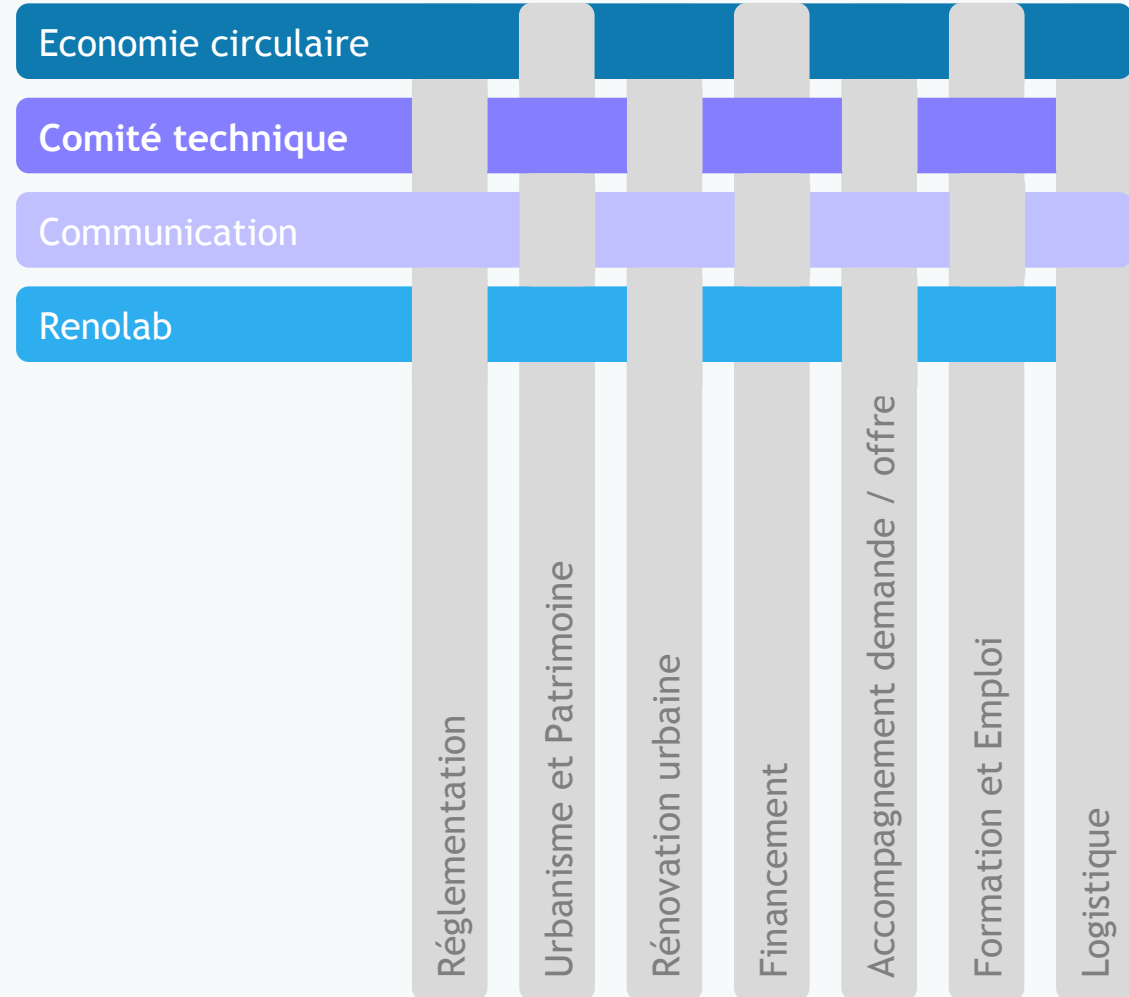 Economie circulaire
Comité technique
Communication
Renolab
Réglementation
Urbanisme et Patrimoine
Rénovation urbaine
Financement
Accompagnement demande / offre
Formation et Emploi
Logistique